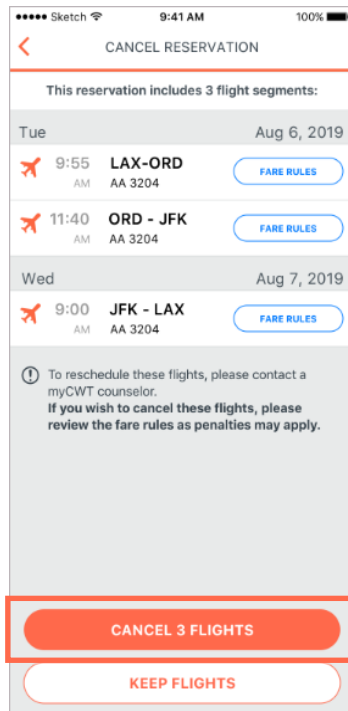 Sketch 9:41 AM 100%
CANCEL RESERVATION
This reservation includes 3 flight segments:
Tue Aug 6, 2019
9:55 LAX-ORD FARE RULES
AM AA 3204
11:40 ORD - JFK FARE RULES
AM AA 3204
Wed Aug 7, 2019
9:00 JFK - LAX FARE RULES
AM AA 3204
To reschedule these flights, please contact a
myCWT counselor.
If you wish to cancel these flights, please
review the fare rules as penalties may apply.
CANCEL 3 FLIGHTS
KEEP FLIGHTS